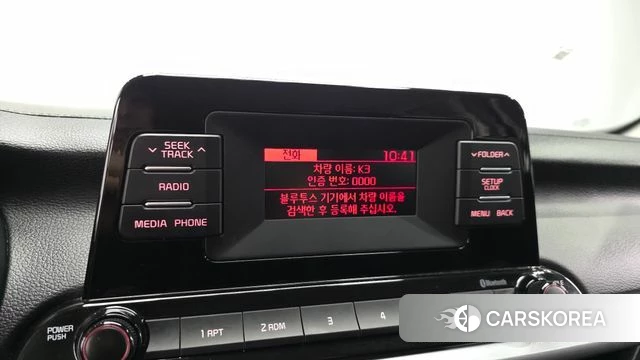 SEEK
TRACK
RADIO
MEDIA PHONE
전화 10:41
차량 이름: K3
인증 번호: 0000
블루투스 기기에서 차량 이름을
검색한 후 등록해 주십시오.
FOLDER
SETUP
CLOCK
MENU BACK
Bluetooth
POWER
PUSH
1 RPT
2 RDM
3
4
CARSKOREA